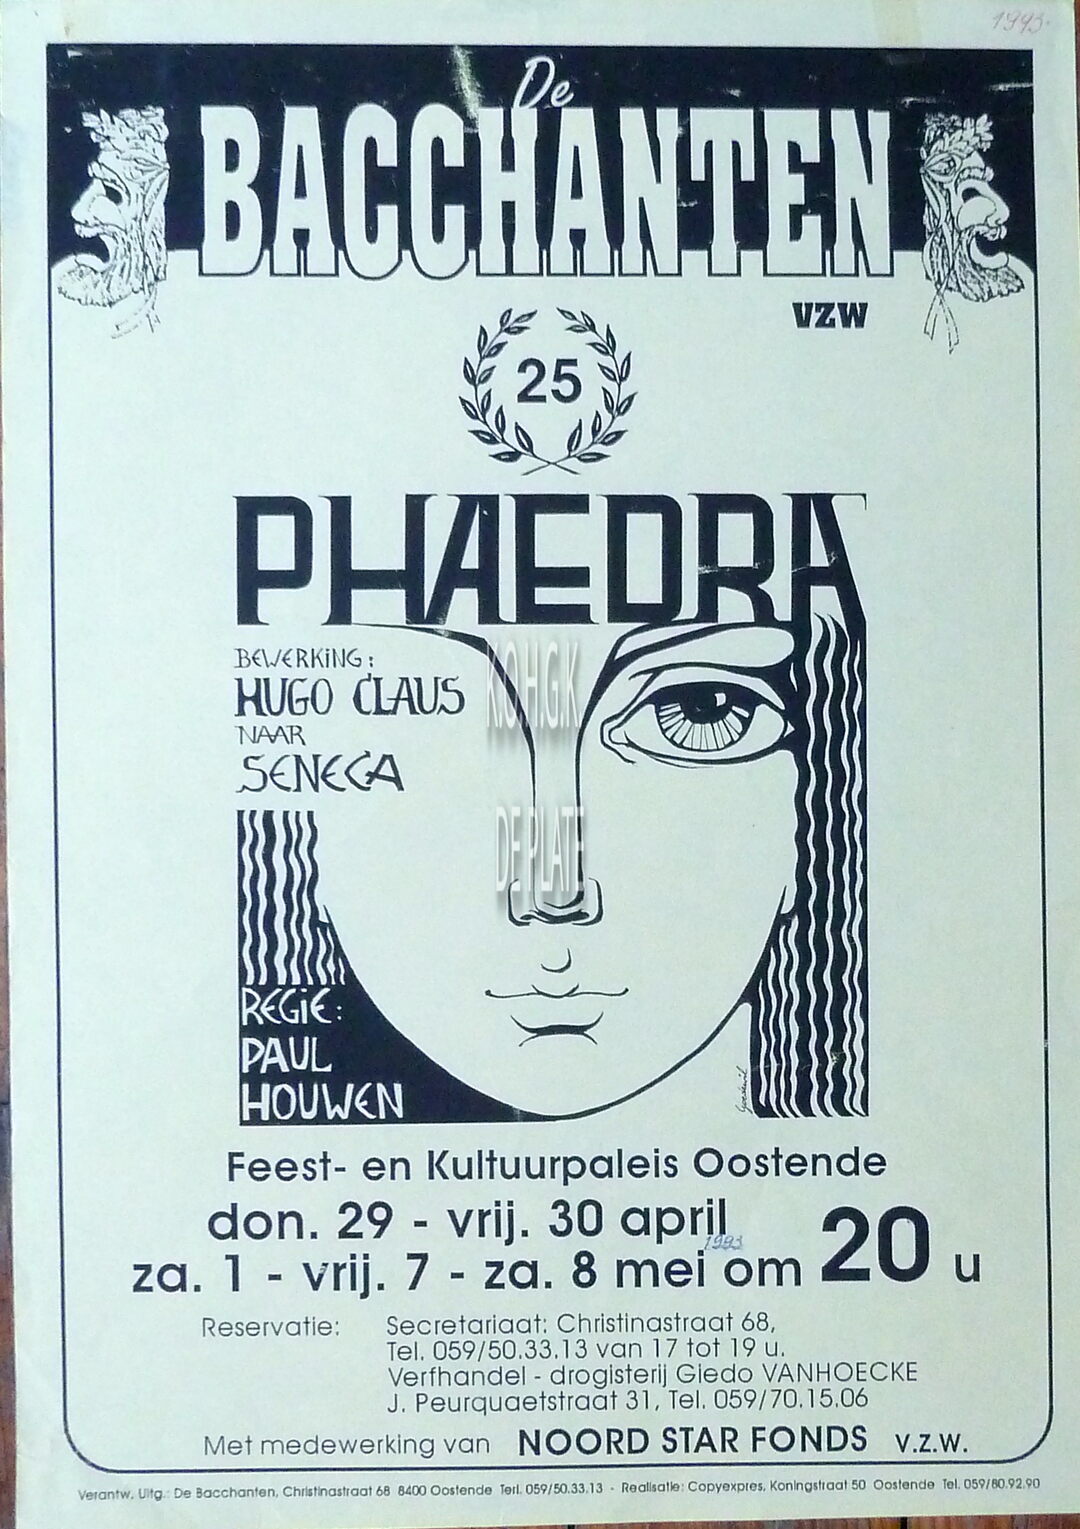 1993.
De
BACCHANTEN
VZW
25
PHAEDRA
BEWERKING:
HUGO CLAUS
NAAR
SENECA
K.O.H.G.K
DE PLATE
REGIE:
PAUL
HOUWEN
Feest- en Kultuurpaleis Oostende
don. 29 - vrij. 30 april
1993
za. 1 - vrij. 7 - za. 8 mei om 20 u
Reservatie: Secretariaat: Christinastraat 68,
Tel. 059/50.33.13 van 17 tot 19 u.
Verfhandel - drogisterij Giedo VANHOECKE
J. Peurquaetstraat 31, Tel. 059/70.15.06
Met medewerking van NOORD STAR FONDS v.z.w.
Verantw. Uitg.: De Bacchanten, Christinastraat 68 8400 Oostende Terl. 059/50.33.13 - Realisatie: Copyexpres, Koningstraat 50 Oostende Tel. 059/80.92.90